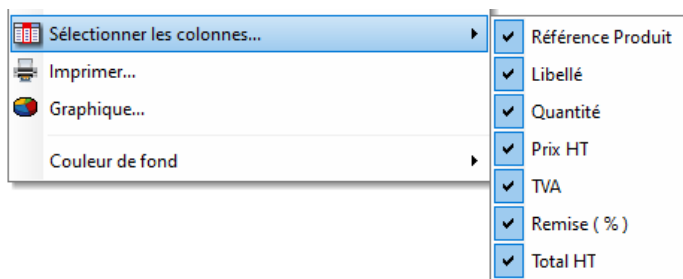 Sélectionner les colonnes...
Imprimer...
Graphique...
Couleur de fond
Référence Produit
Libellé
Quantité
Prix HT
TVA
Remise ( % )
Total HT